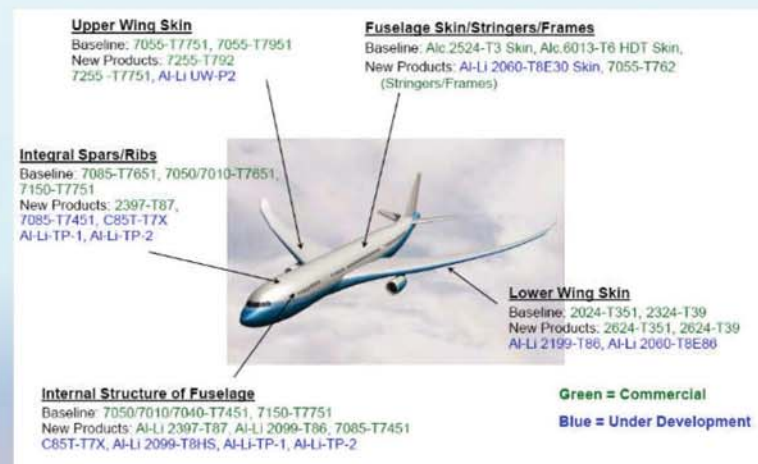 Upper Wing Skin
Baseline: 7055-T7751, 7055-T7951
New Products: 7255-T792
7255 -T7751, Al-Li UW-P2
Fuselage Skin/Stringers/Frames
Baseline: Alc.2524-T3 Skin, Alc.6013-T6 HDT Skin,
New Products: Al-Li 2060-T8E30 Skin, 7055-T762
(Stringers/Frames)
Integral Spars/Ribs
Baseline: 7085-T7651, 7050/7010-T7651,
7150-T7751
New Products: 2397-T87,
7085-T7451, C85T-T7X
Al-Li-TP-1, Al-Li-TP-2
Lower Wing Skin
Baseline: 2024-T351, 2324-T39
New Products: 2624-T351, 2624-T39
Al-Li 2199-T86, Al-Li 2060-T8E86
Internal Structure of Fuselage
Baseline: 7050/7010/7040-T7451, 7150-T7751
New Products: Al-Li 2397-T87, Al-Li 2099-T86, 7085-T7451
C85T-T7X, Al-Li 2099-T8HS, Al-Li-TP-1, Al-Li-TP-2
Green = Commercial
Blue = Under Development